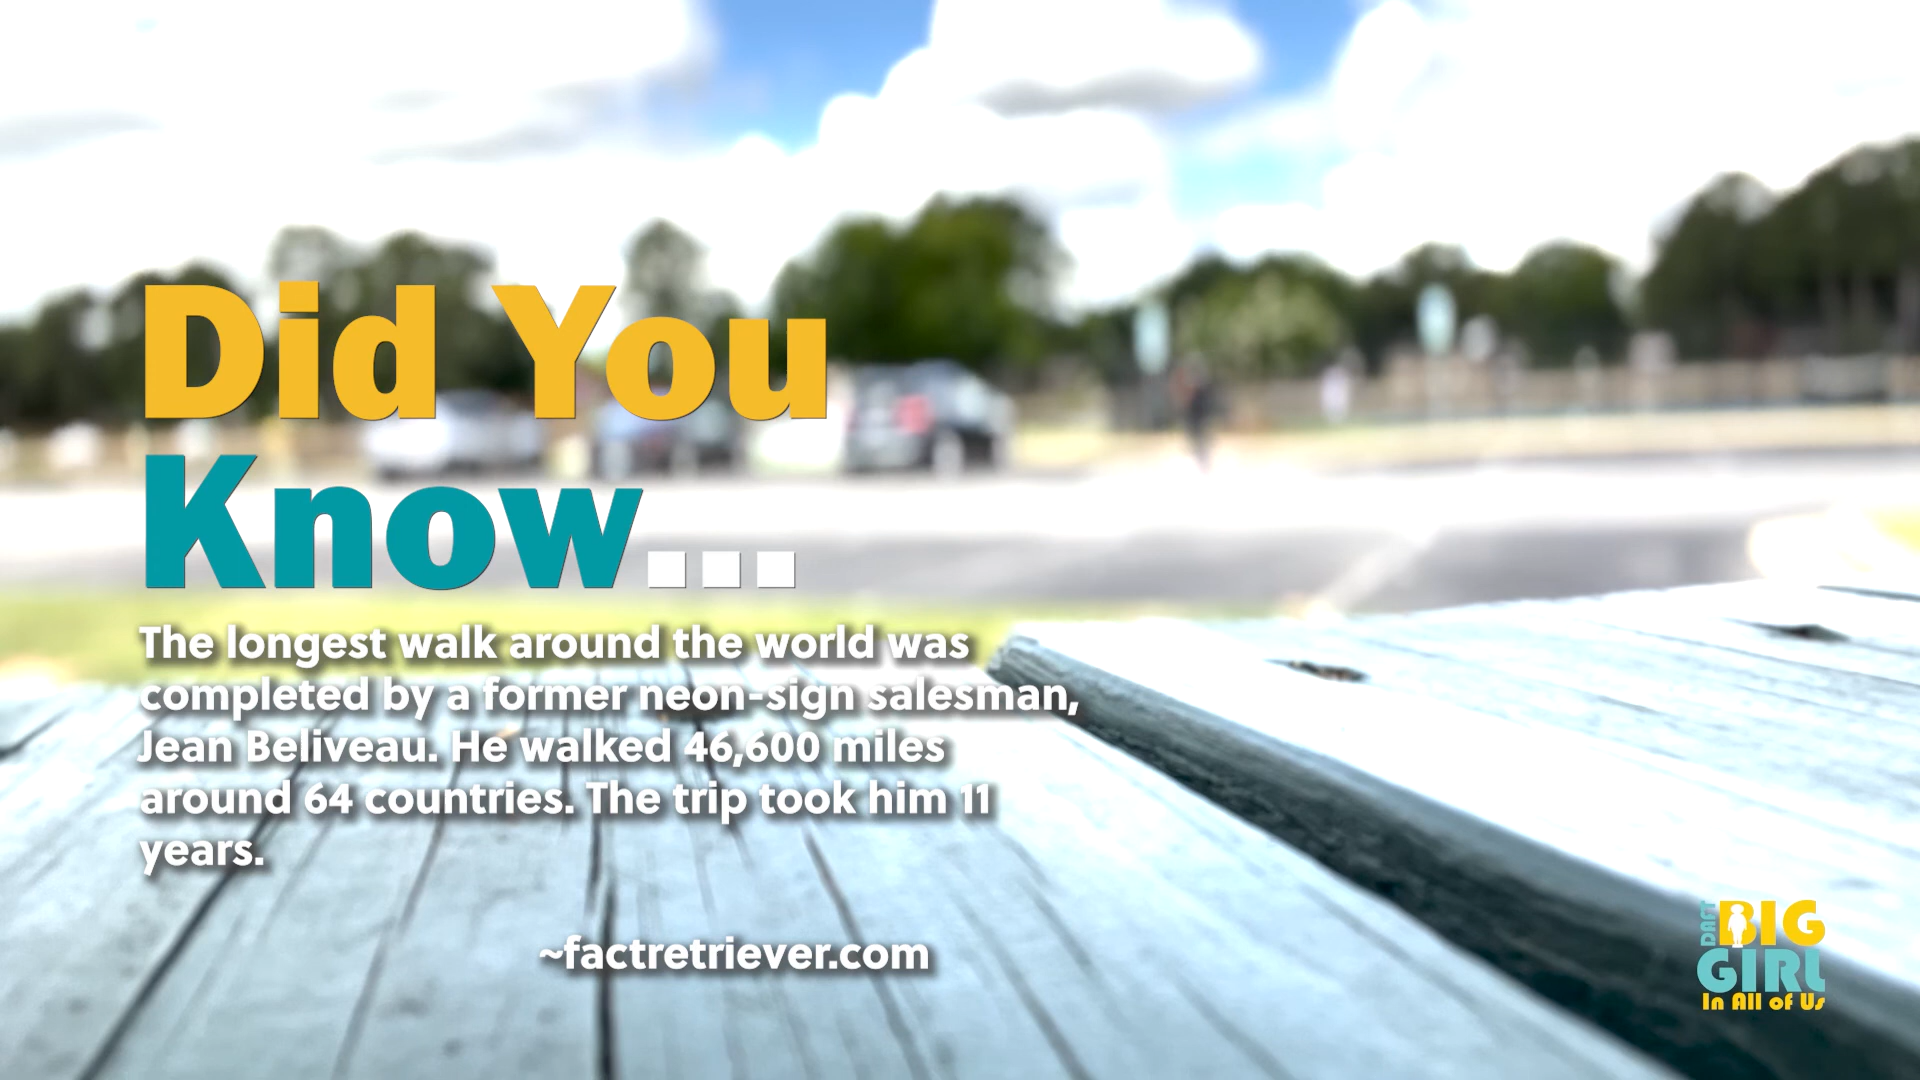 Did You
Know...
The longest walk around the world was
completed by a former neon-sign salesman,
Jean Beliveau. He walked 46,600 miles
around 64 countries. The trip took him 11
years.
~factretriever.com
DAFT
BIG
GIRL
In All of Us